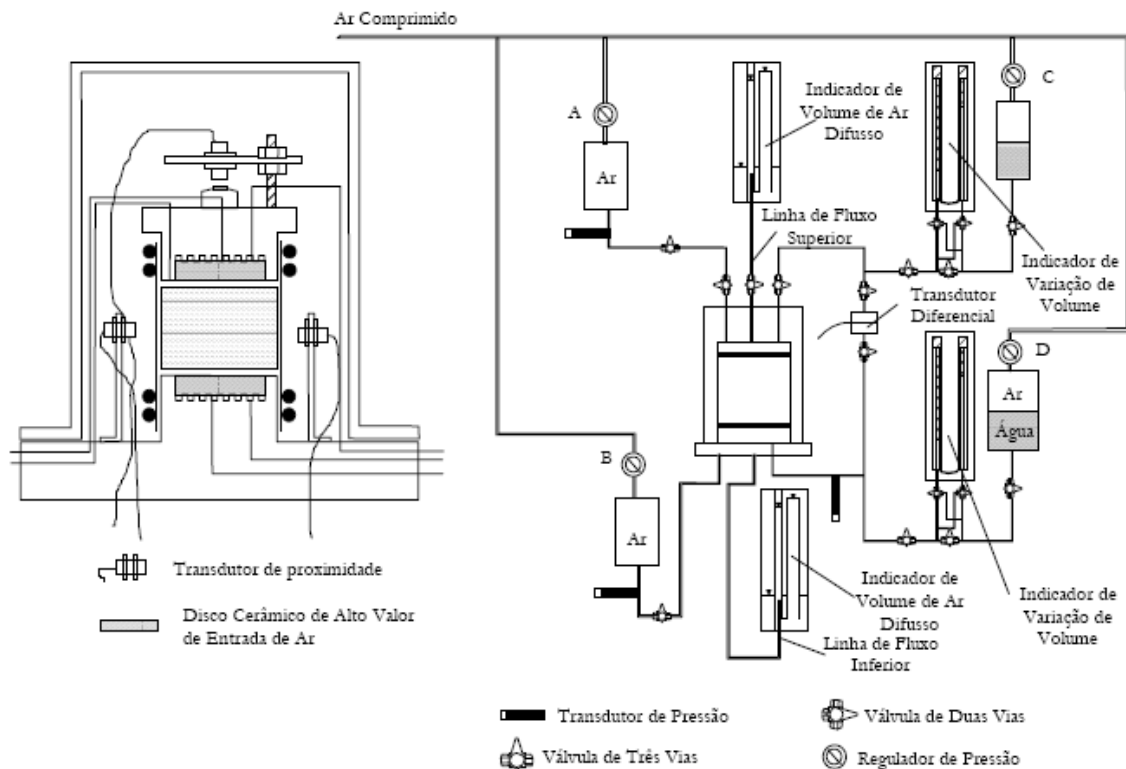 Ar Comprimido
A
Ar
Indicador de
Volume de Ar
Difusso
C
Linha de Fluxo
Superior
Indicador de
Variação de
Volume
Transdutor
Diferencial
D
Ar
Água
B
Ar
Indicador de
Volume de Ar
Difusso
Linha de Fluxo
Inferior
Indicador de
Variação de
Volume
Transdutor de proximidade
Disco Cerâmico de Alto Valor
de Entrada de Ar
Transdutor de Pressão
Válvula de Duas Vias
Válvula de Três Vias
Regulador de Pressão